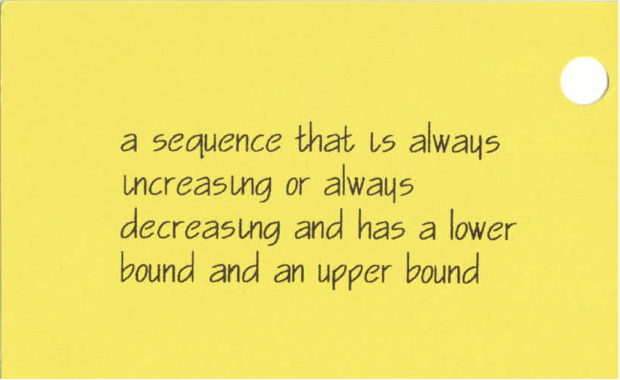 a sequence that is always
increasing or always
decreasing and has a lower
bound and an upper bound